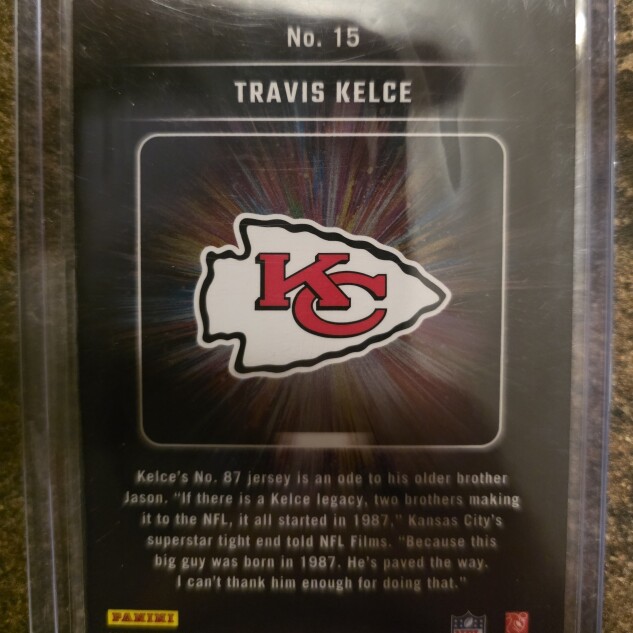 No. 15
TRAVIS KELCE
KC
Kelce's No. 87 jersey is an ode to his older brother
Jason. "If there is a Kelce legacy, two brothers making
it to the NFL, it all started in 1987," Kansas City's
superstar tight end told NFL Films. "Because this
big guy was born in 1987. He's paved the way.
I can't thank him enough for doing that."
PANINI